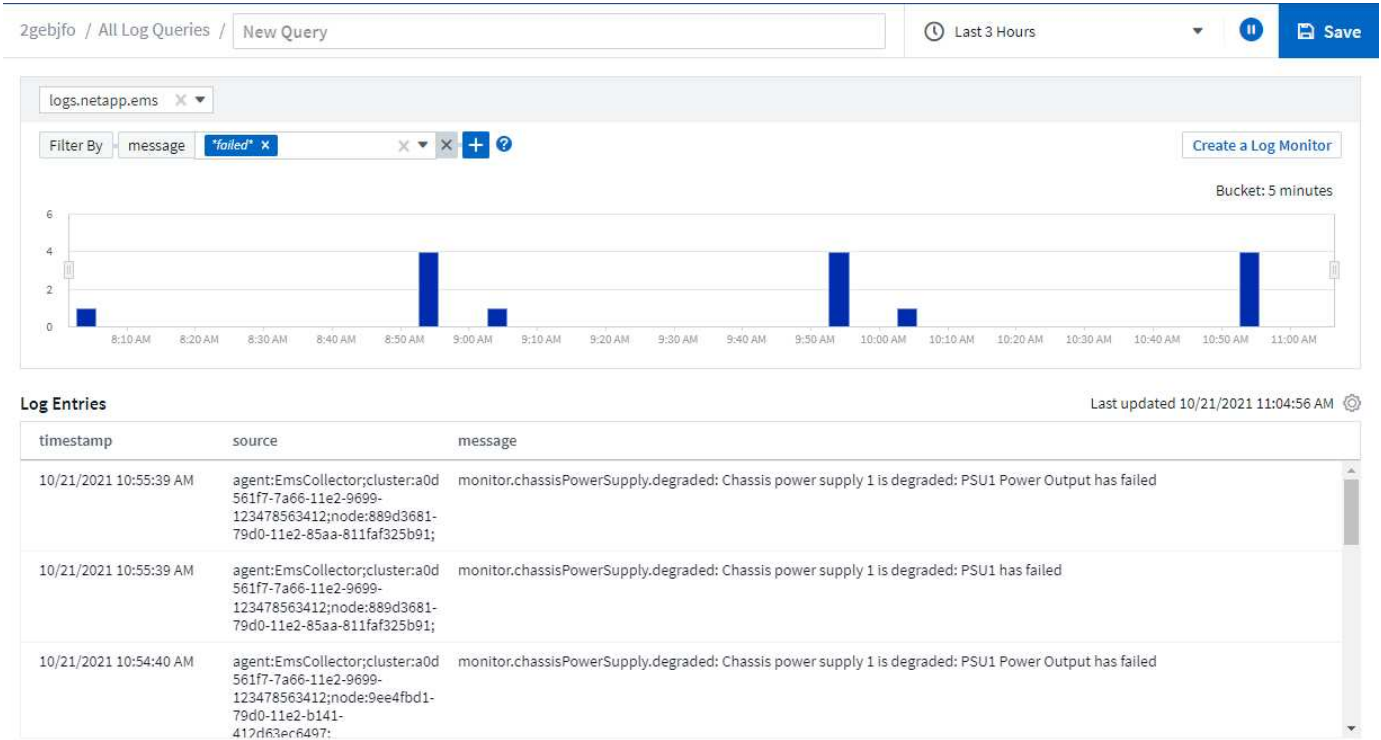 2gebjfo / All Log Queries / New Query Last 3 Hours Save
logs.netapp.ems
Filter By message *failed* Create a Log Monitor
Bucket: 5 minutes
6
4
2
0
8:10 AM 8:20 AM 8:30 AM 8:40 AM 8:50 AM 9:00 AM 9:10 AM 9:20 AM 9:30 AM 9:40 AM 9:50 AM 10:00 AM 10:10 AM 10:20 AM 10:30 AM 10:40 AM 10:50 AM 11:00 AM
Log Entries Last updated 10/21/2021 11:04:56 AM
timestamp source message
10/21/2021 10:55:39 AM agent:EmsCollector;cluster:a0d monitor.chassisPowerSupply.degraded: Chassis power supply 1 is degraded: PSU1 Power Output has failed
561f7-7a66-11e2-9699-
123478563412;node:889d3681-
79d0-11e2-85aa-811faf325b91;
10/21/2021 10:55:39 AM agent:EmsCollector;cluster:a0d monitor.chassisPowerSupply.degraded: Chassis power supply 1 is degraded: PSU1 has failed
561f7-7a66-11e2-9699-
123478563412;node:889d3681-
79d0-11e2-85aa-811faf325b91;
10/21/2021 10:54:40 AM agent:EmsCollector;cluster:a0d monitor.chassisPowerSupply.degraded: Chassis power supply 1 is degraded: PSU1 Power Output has failed
561f7-7a66-11e2-9699-
123478563412;node:9ee4fbd1-
79d0-11e2-b141-
412d63ec6497;